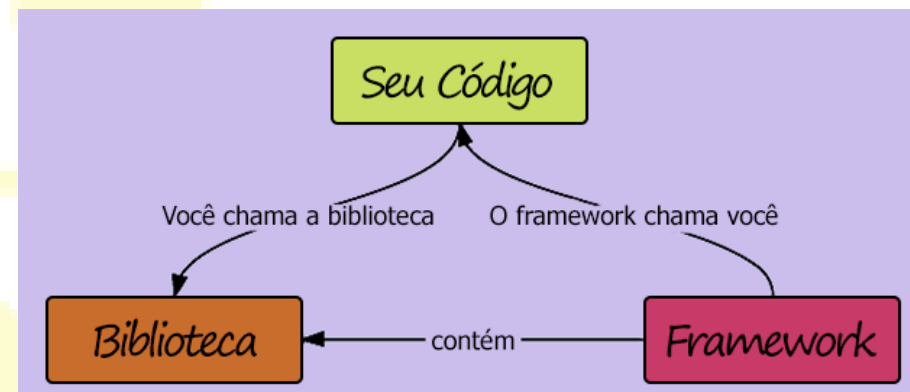 Seu Código
Você chama a biblioteca
O framework chama você
Biblioteca
contém
Framework